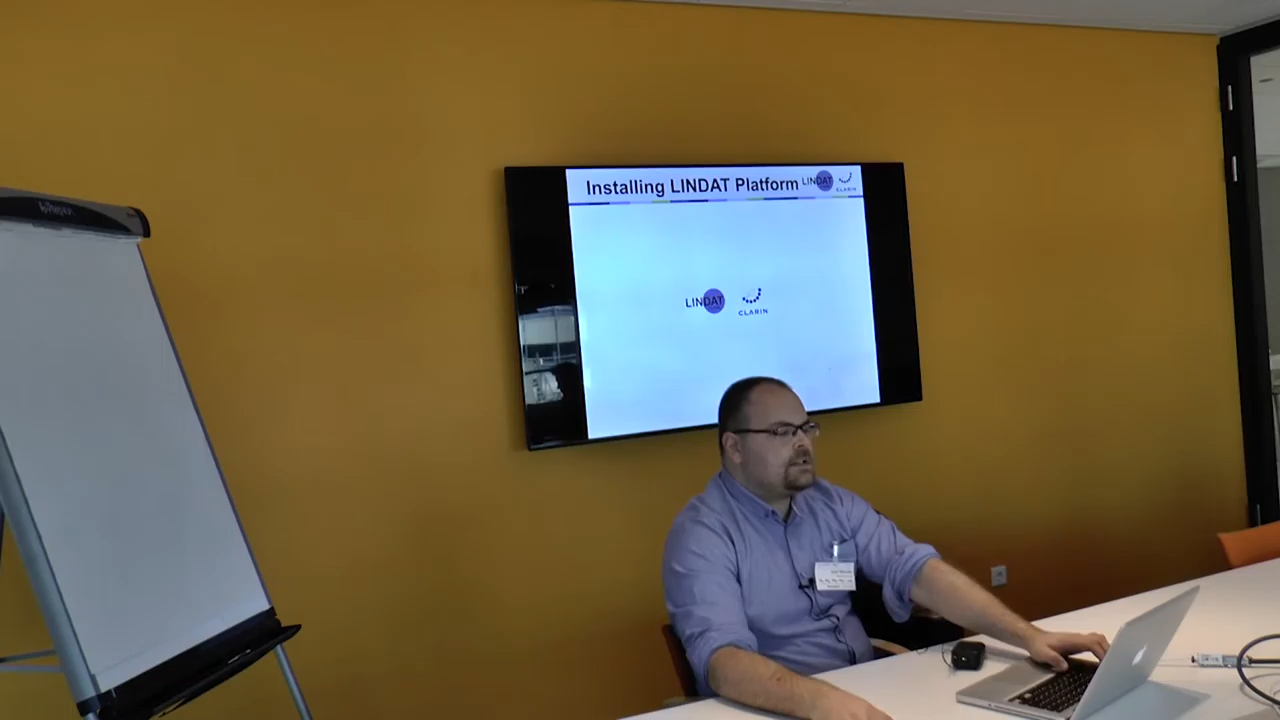 Installing LINDAT Platform
LINDAT
CLARIN
LINDAT
CLARIN